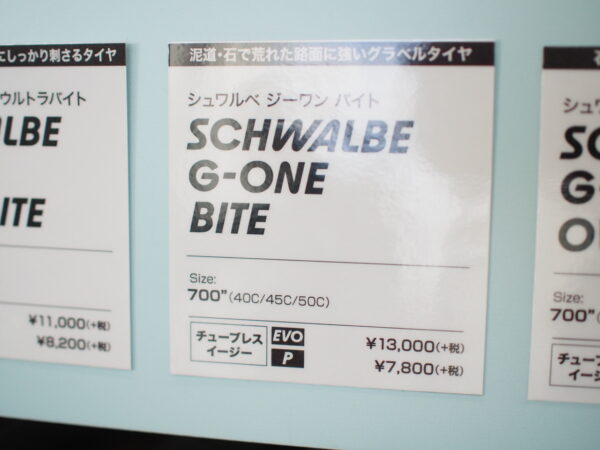 にしっかり刺さるタイヤ
ウルトラバイト
LBE
ITE
¥11,000(+税)
¥8,200(+税)
泥道・石で荒れた路面に強いグラベルタイヤ
シュワルベ ジーワン バイト
SCHWALBE
G-ONE
BITE
Size:
700”(40C/45C/50C)
チューブレス
イージー
EVO
P
¥13,000(+税)
¥7,800(+税)
シュワ
SC
G-
O
Size:
700”
チュー
イージ